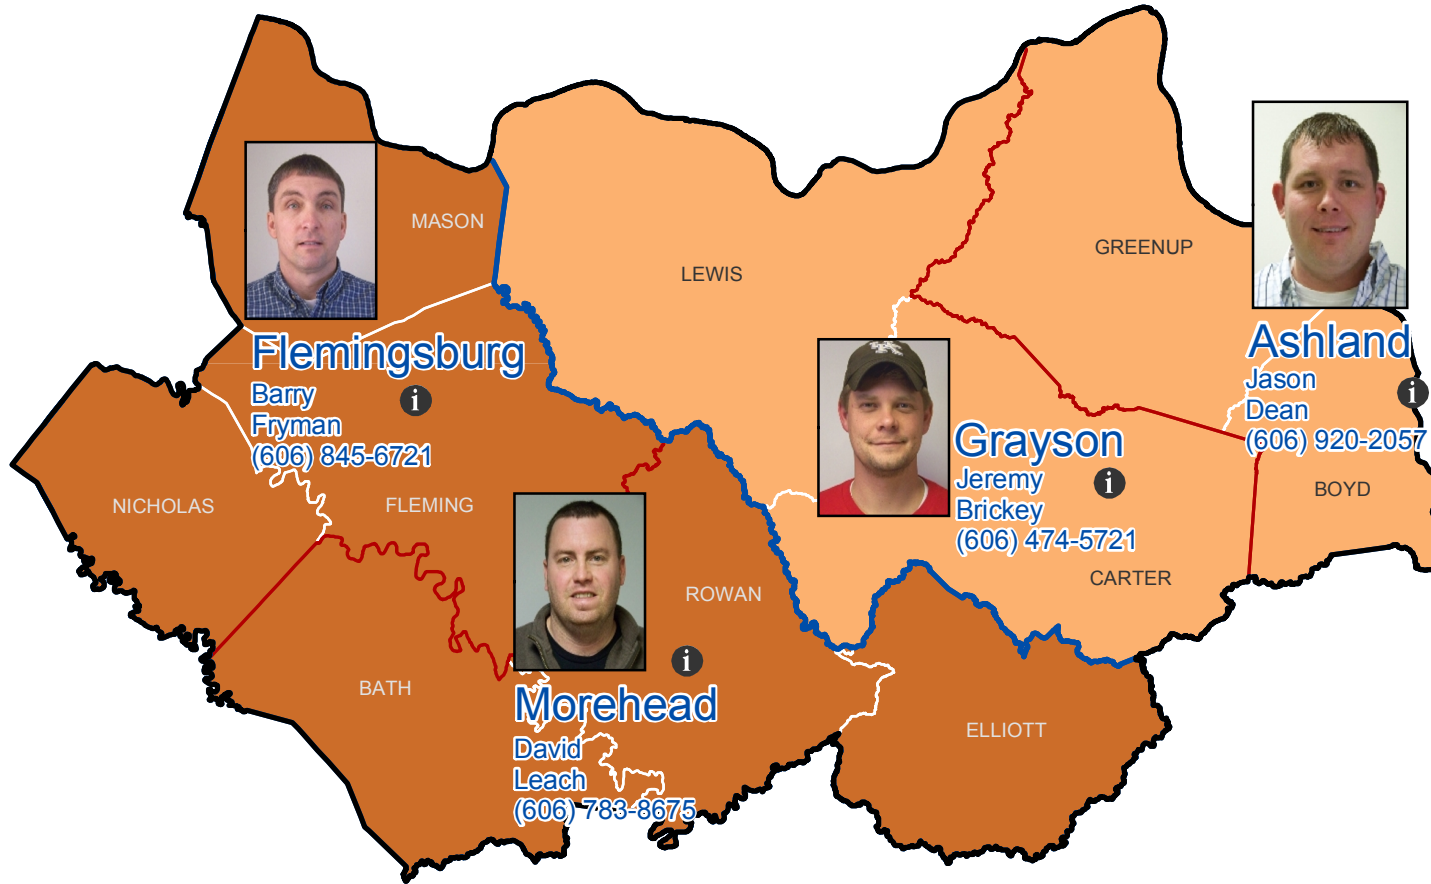 MASON
LEWIS
GREENUP
Flemingsburg
Barry
Fryman
(606) 845-6721
i
Ashland
Jason
Dean
(606) 920-2057
i
Grayson
Jeremy
Brickey
(606) 474-5721
i
NICHOLAS
FLEMING
BOYD
CARTER
ROWAN
BATH
i
Morehead
David
Leach
(606) 783-8675
ELLIOTT